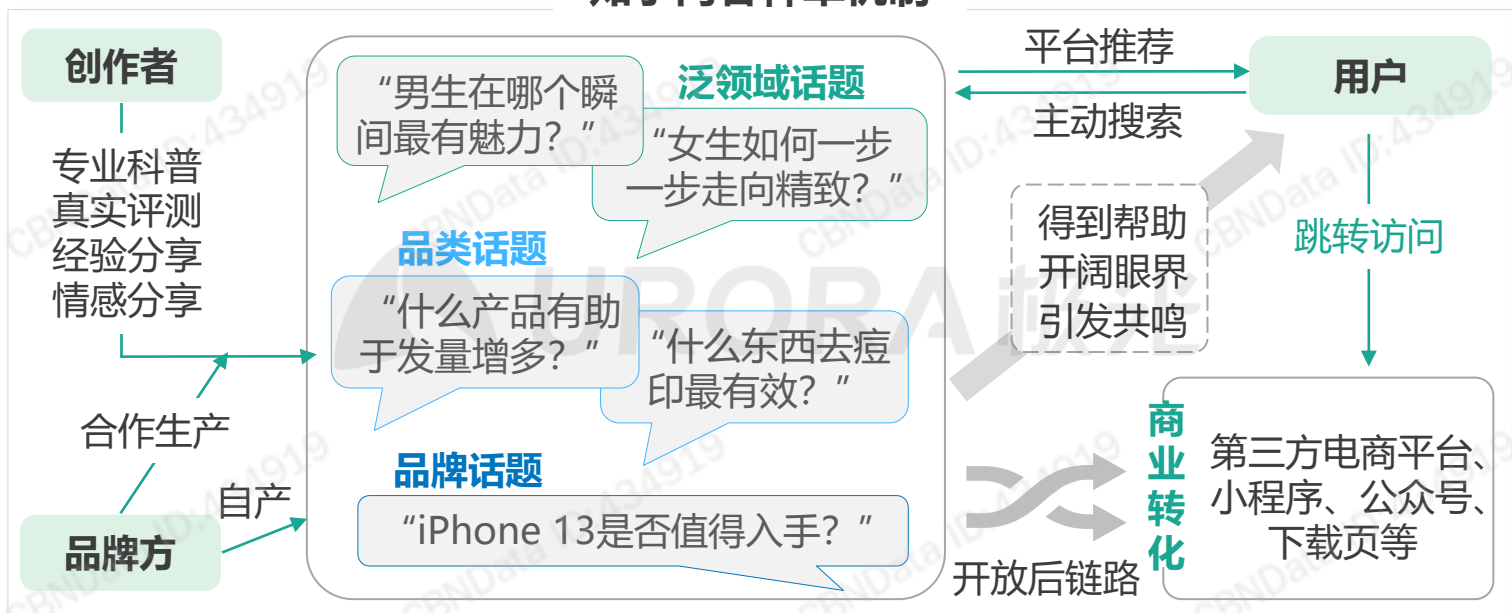 创作者
专业科普
真实评测
经验分享
情感分享
合作生产
自产
品牌方
泛领域话题
“男生在哪个瞬
间最有魅力？”
“女生如何一步
一步走向精致？”
品类话题
“什么产品有助
于发量增多？”
“什么东西去痘
印最有效？”
品牌话题
“iPhone 13是否值得入手？”
平台推荐
主动搜索
用户
得到帮助
开阔眼界
引发共鸣
跳转访问
开放后链路
商业转化
第三方电商平台、
小程序、公众号、
下载页等
URORA 极光
CBNData ID:434919